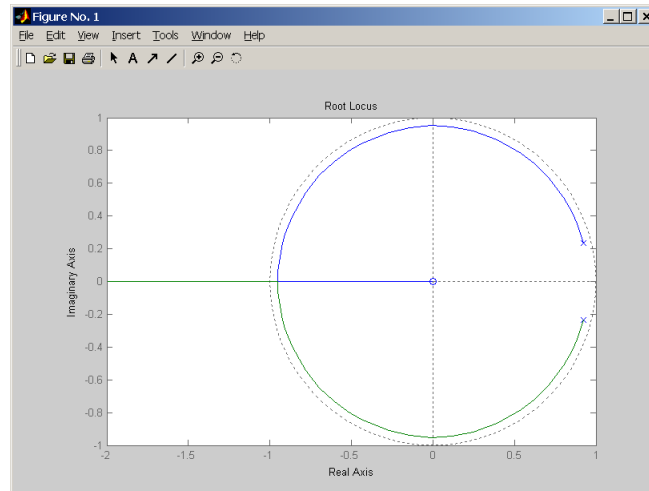 Figure No. 1
File Edit View Insert Tools Window Help
A
Root Locus
Imaginary Axis
1
0.8
0.6
0.4
0.2
0
-0.2
-0.4
-0.6
-0.8
-1
-2 -1.5 -1 -0.5 0 0.5 1
Real Axis